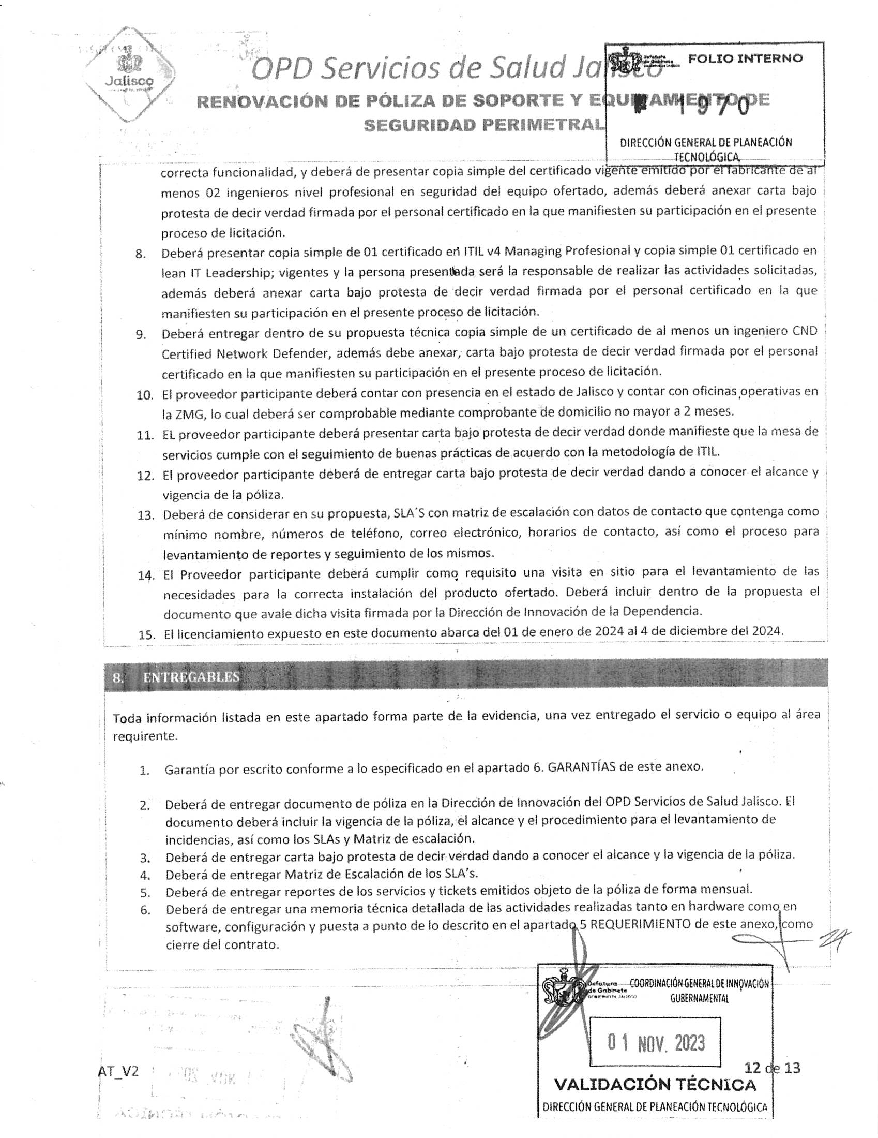 Jalisco
OPD Servicios de Salud Jalisco
RENOVACIÓN DE PÓLIZA DE SOPORTE Y EQUIPAMIENTO DE
SEGURIDAD PERIMETRAL
Jefatura
de Gabinete
FOLIO INTERNO
1970
DIRECCIÓN GENERAL DE PLANEACIÓN
TECNOLÓGICA
correcta funcionalidad, y deberá de presentar copia simple del certificado vigente emitido por el fabricante de al
menos 02 ingenieros nivel profesional en seguridad del equipo ofertado, además deberá anexar carta bajo
protesta de decir verdad firmada por el personal certificado en la que manifiesten su participación en el presente
proceso de licitación.
8. Deberá presentar copia simple de 01 certificado en ITIL v4 Managing Profesional y copia simple 01 certificado en
lean IT Leadership; vigentes y la persona presentada será la responsable de realizar las actividades solicitadas,
además deberá anexar carta bajo protesta de decir verdad firmada por el personal certificado en la que
manifiesten su participación en el presente proceso de licitación.
9. Deberá entregar dentro de su propuesta técnica copia simple de un certificado de al menos un ingeniero CND
Certified Network Defender, además debe anexar, carta bajo protesta de decir verdad firmada por el personal
certificado en la que manifiesten su participación en el presente proceso de licitación.
10. El proveedor participante deberá contar con presencia en el estado de Jalisco y contar con oficinas operativas en
la ZMG, lo cual deberá ser comprobable mediante comprobante de domicilio no mayor a 2 meses.
11. EL proveedor participante deberá presentar carta bajo protesta de decir verdad donde manifieste que la mesa de
servicios cumple con el seguimiento de buenas prácticas de acuerdo con la metodología de ITIL.
12. El proveedor participante deberá de entregar carta bajo protesta de decir verdad dando a conocer el alcance y
vigencia de la póliza.
13. Deberá de considerar en su propuesta, SLA'S con matriz de escalación con datos de contacto que contenga como
mínimo nombre, números de teléfono, correo electrónico, horarios de contacto, así como el proceso para
levantamiento de reportes y seguimiento de los mismos.
14. El Proveedor participante deberá cumplir como requisito una visita en sitio para el levantamiento de las
necesidades para la correcta instalación del producto ofertado. Deberá incluir dentro de la propuesta el
documento que avale dicha visita firmada por la Dirección de Innovación de la Dependencia.
15. El licenciamiento expuesto en este documento abarca del 01 de enero de 2024 al 4 de diciembre del 2024.
8. ENTREGABLES
Toda información listada en este apartado forma parte de la evidencia, una vez entregado el servicio o equipo al área
requirente.
1. Garantía por escrito conforme a lo especificado en el apartado 6. GARANTÍAS de este anexo.
2. Deberá de entregar documento de póliza en la Dirección de Innovación del OPD Servicios de Salud Jalisco. El
documento deberá incluir la vigencia de la póliza, el alcance y el procedimiento para el levantamiento de
incidencias, así como los SLAs y Matriz de escalación.
3. Deberá de entregar carta bajo protesta de decir verdad dando a conocer el alcance y la vigencia de la póliza.
4. Deberá de entregar Matriz de Escalación de los SLA's.
5. Deberá de entregar reportes de los servicios y tickets emitidos objeto de la póliza de forma mensual.
6. Deberá de entregar una memoria técnica detallada de las actividades realizadas tanto en hardware como en
software, configuración y puesta a punto de lo descrito en el apartado 5 REQUERIMIENTO de este anexo, como
cierre del contrato.
Jefatura
de Gabinete
COORDINACIÓN GENERAL DE INNOVACIÓN
GUBERNAMENTAL
01 NOV. 2023
AT_V2
12 de 13
VALIDACIÓN TÉCNICA
DIRECCIÓN GENERAL DE PLANEACIÓN TECNOLÓGICA